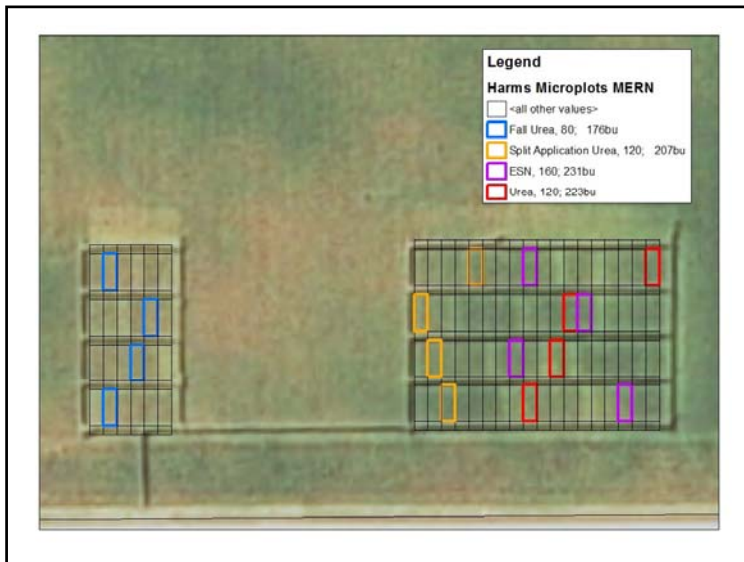 Legend
Harms Microplots MERN
<all other values>
Fall Urea, 80;   176bu
Split Application Urea, 120;   207bu
ESN, 160; 231bu
Urea, 120; 223bu